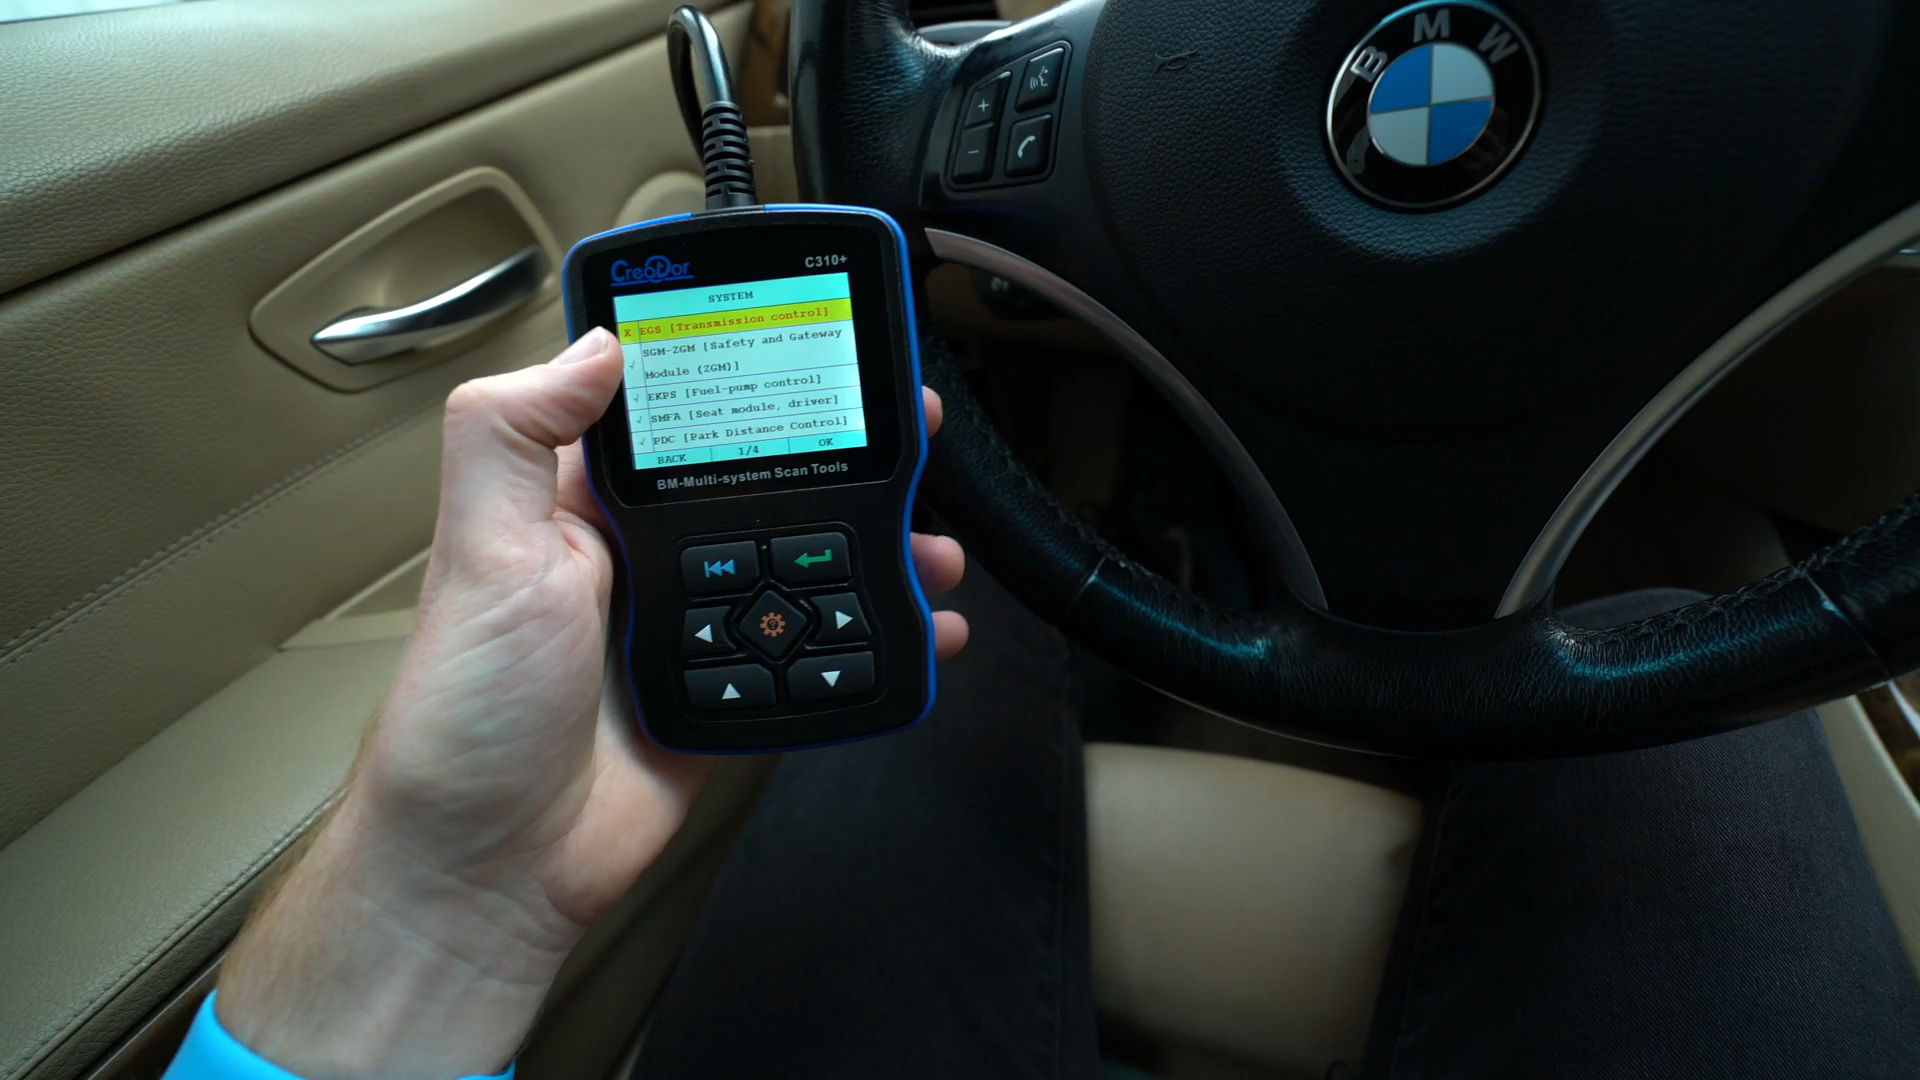 BMW
+
-
Creator
C310+
SYSTEM
X EGS [Transmission control]
√ SGM-ZGM [Safety and Gateway
Module (ZGM)]
√ EKPS [Fuel-pump control]
√ SMFA [Seat module, driver]
√ PDC [Park Distance Control]
BACK 1/4 OK
BM-Multi-system Scan Tools
?